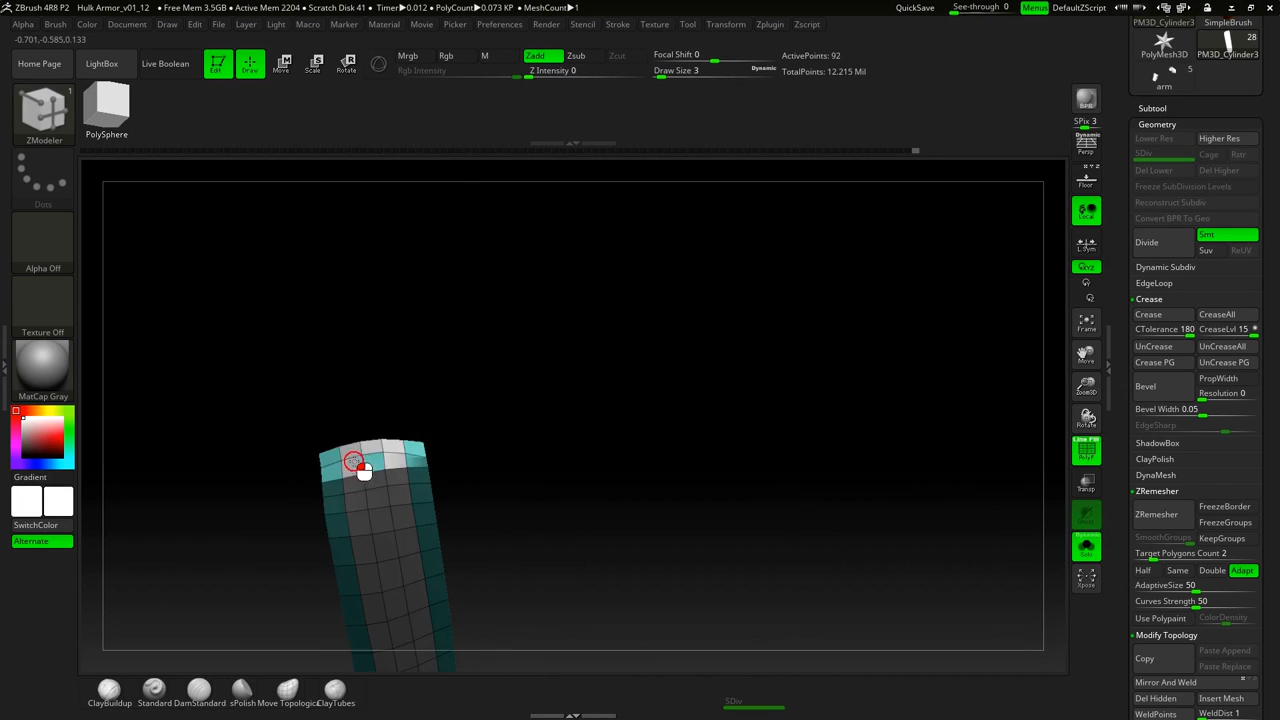 ZBrush 4R8 P2 Hulk Armor_v01_12 • Free Mem 3.5GB • Active Mem 2204 • Scratch Disk 41 • Timer▶0.012 • PolyCount▶0.073 KP • MeshCount▶1
QuickSave See-through 0 Menus DefaultZScript
Alpha Brush Color Document Draw Edit File Layer Light Macro Marker Material Movie Picker Preferences Render Stencil Stroke Texture Tool Transform Zplugin Zscript
-0.701,-0.585,0.133
Home Page LightBox Live Boolean Edit Draw Move Scale Rotate
Mrgb Rgb M Zadd Zsub Zcut Focal Shift 0 ActivePoints: 92
Rgb Intensity Z Intensity 0 Draw Size 3 Dynamic TotalPoints: 12.215 Mil
1
ZModeler
PolySphere
Dots
Alpha Off
Texture Off
MatCap Gray
Gradient
SwitchColor
Alternate
BPR
SPix 3
Dynamic
Persp
Floor
Local
L.Sym
XYZ
Frame
Move
Zoom3D
Rotate
Line Fill
PolyF
Transp
Ghost
Dynamic
Solo
Xpose
PM3D_Cylinder3 SimpleBrush
28
PolyMesh3D PM3D_Cylinder3
5
arm
Subtool
Geometry
Lower Res Higher Res
SDiv Cage Rstr
Del Lower Del Higher
Freeze SubDivision Levels
Reconstruct Subdiv
Convert BPR To Geo
Divide Smt
Suv ReUV
Dynamic Subdiv
EdgeLoop
Crease
Crease CreaseAll
CTolerance 180 CreaseLvl 15
UnCrease UnCreaseAll
Crease PG UnCrease PG
Bevel PropWidth
Resolution 0
Bevel Width 0.05
EdgeSharp
ShadowBox
ClayPolish
DynaMesh
ZRemesher
ZRemesher FreezeBorder
FreezeGroups
SmoothGroups KeepGroups
Target Polygons Count 2
Half Same Double Adapt
AdaptiveSize 50
Curves Strength 50
Use Polypaint ColorDensity
Modify Topology
Copy Paste Append
Paste Replace
Mirror And Weld
Del Hidden Insert Mesh
WeldPoints WeldDist 1
ClayBuildup Standard DamStandard sPolish Move Topological ClayTubes
SDiv